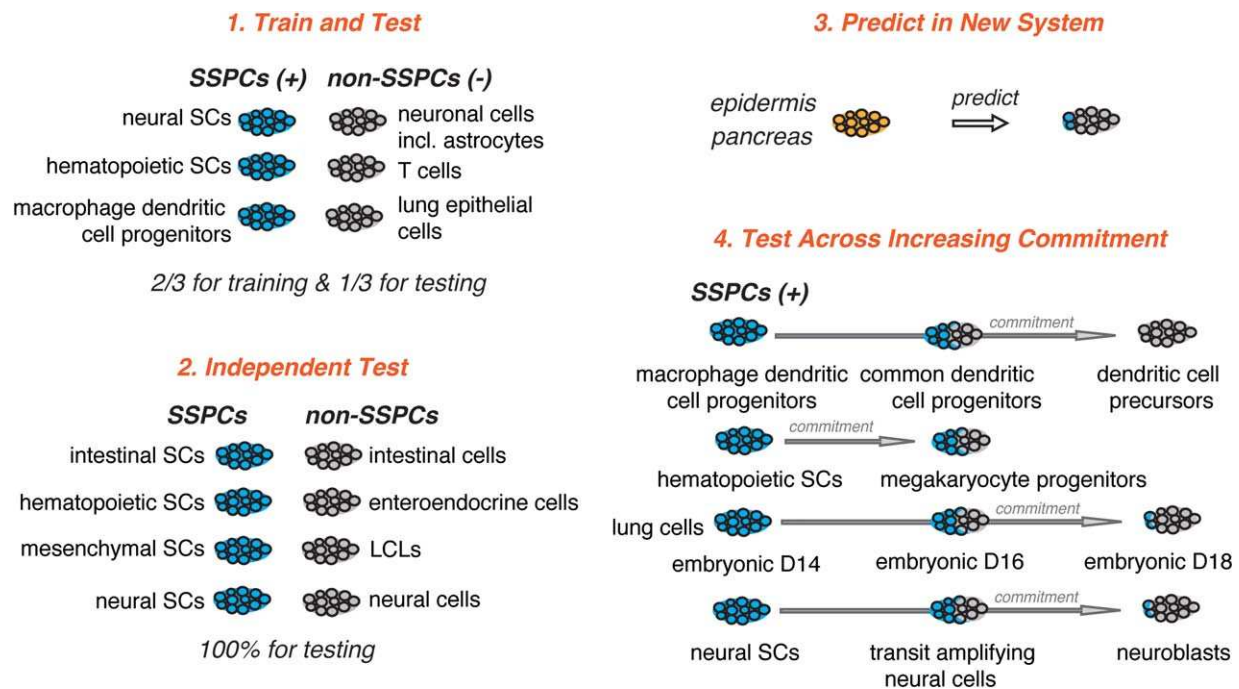 1. Train and Test
SSPCs (+)
non-SSPCs (-)
neural SCs
neuronal cells
incl. astrocytes
hematopoietic SCs
T cells
macrophage dendritic
cell progenitors
lung epithelial
cells
2/3 for training & 1/3 for testing
2. Independent Test
SSPCs
non-SSPCs
intestinal SCs
intestinal cells
hematopoietic SCs
enteroendocrine cells
mesenchymal SCs
LCLs
neural SCs
neural cells
100% for testing
3. Predict in New System
epidermis
pancreas
predict
4. Test Across Increasing Commitment
SSPCs (+)
commitment
macrophage dendritic
cell progenitors
common dendritic
cell progenitors
dendritic cell
precursors
commitment
hematopoietic SCs
megakaryocyte progenitors
lung cells
commitment
embryonic D14
embryonic D16
embryonic D18
commitment
neural SCs
transit amplifying
neural cells
neuroblasts